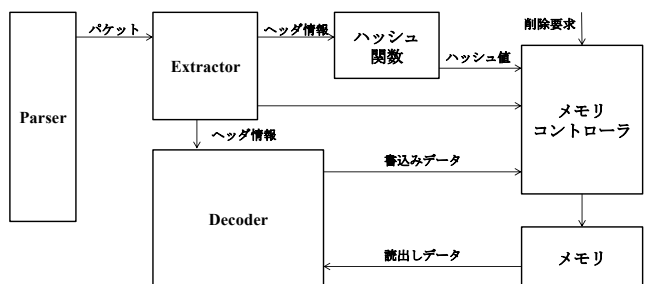 パケット
ヘッダ情報
ハッシュ
関数
削除要求
Extractor
ハッシュ値
Parser
メモリ
コントローラ
ヘッダ情報
書込みデータ
Decoder
読出しデータ
メモリ